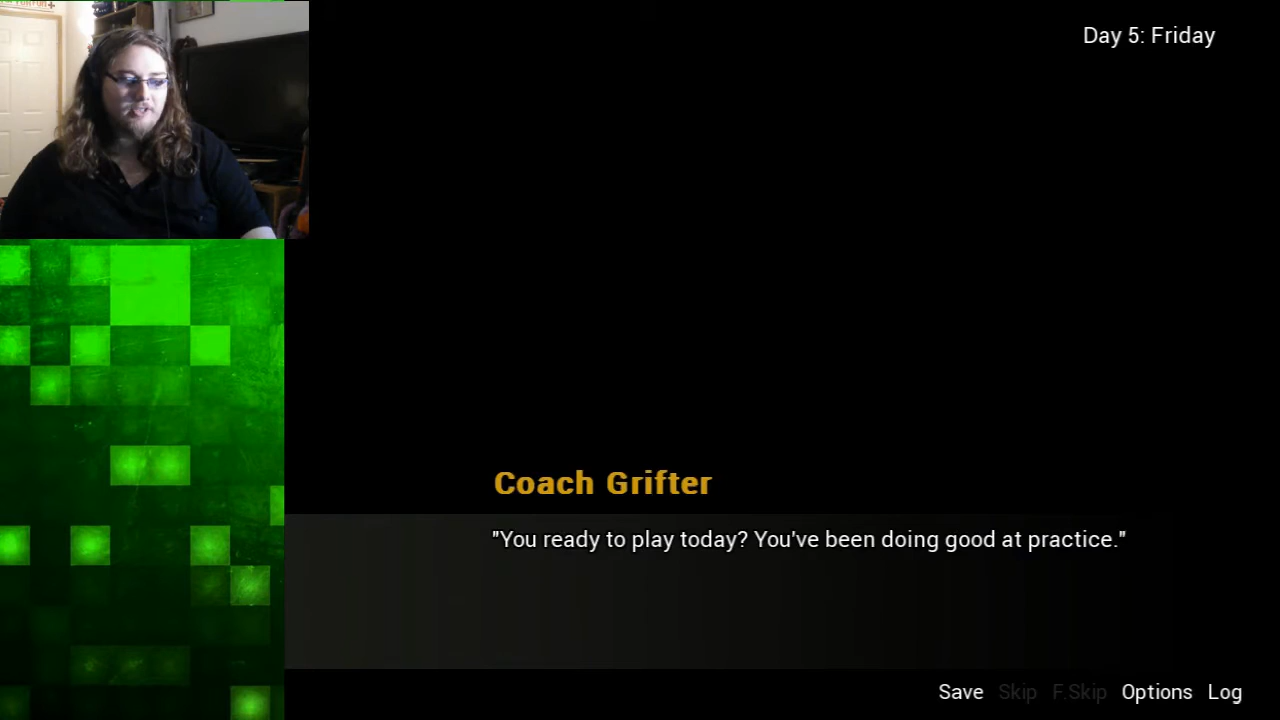 Day 5: Friday
Coach Grifter
"You ready to play today? You've been doing good at practice."
Save Skip F.Skip Options Log